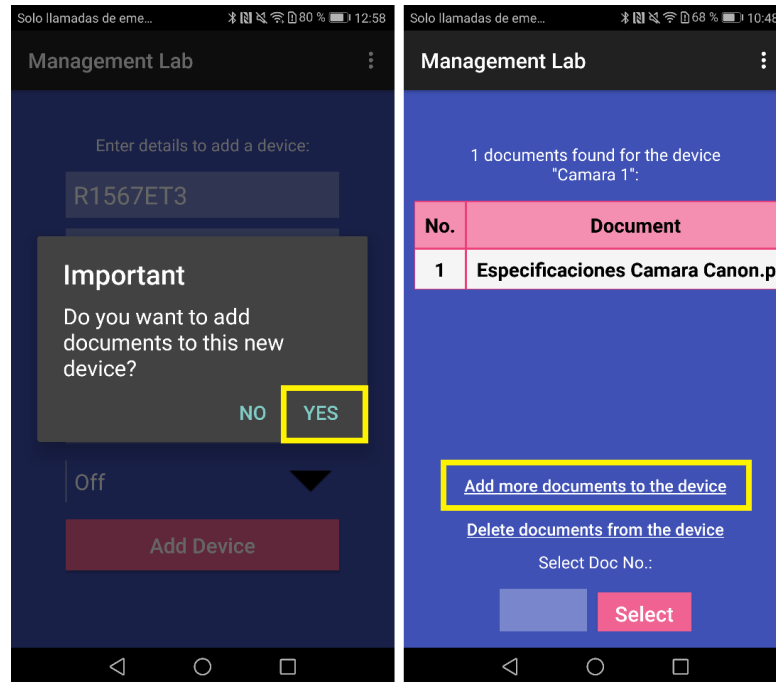 Solo llamadas de eme... 80 % 12:58
Management Lab
Enter details to add a device:
R1567ET3
Important
Do you want to add
documents to this new
device?
NO YES
Off
Add Device
Solo llamadas de eme... 68 % 10:48
Management Lab
1 documents found for the device
"Camara 1":
No. Document
1 Especificaciones Camara Canon.p
Add more documents to the device
Delete documents from the device
Select Doc No.:
Select